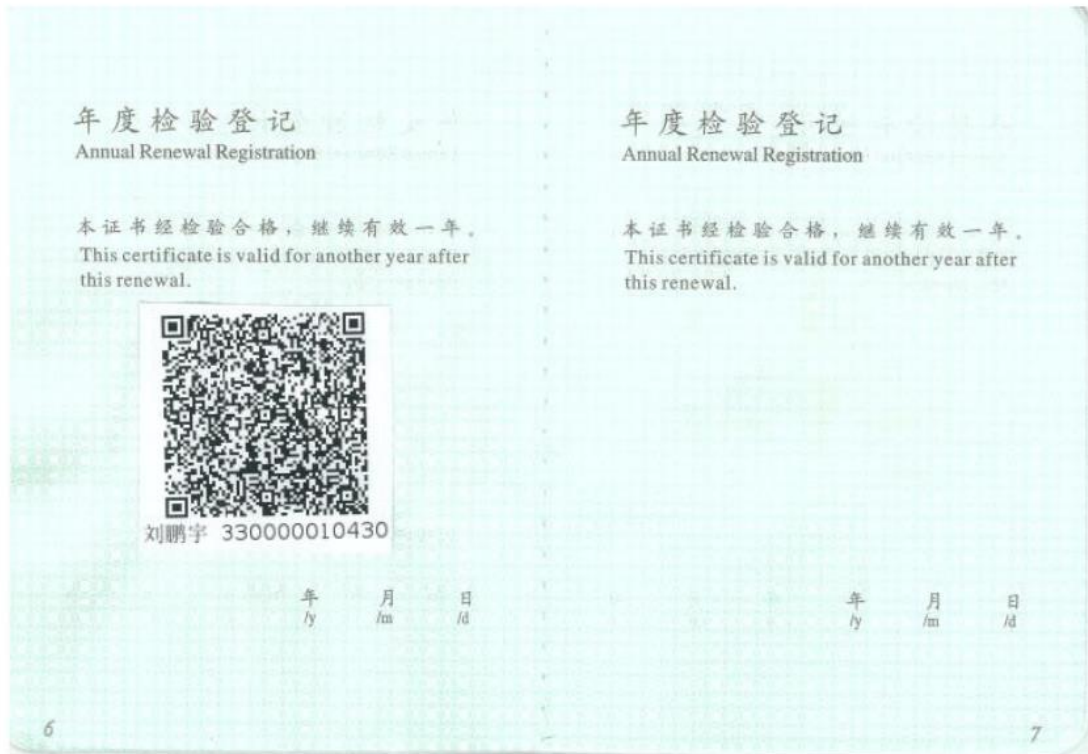 年度检验登记
Annual Renewal Registration
本证书经检验合格，继续有效一年。
This certificate is valid for another year after
this renewal.
刘鹏宇 330000010430
年 月 日
/y /m /d
6
年度检验登记
Annual Renewal Registration
本证书经检验合格，继续有效一年。
This certificate is valid for another year after
this renewal.
年 月 日
/y /m /d
7